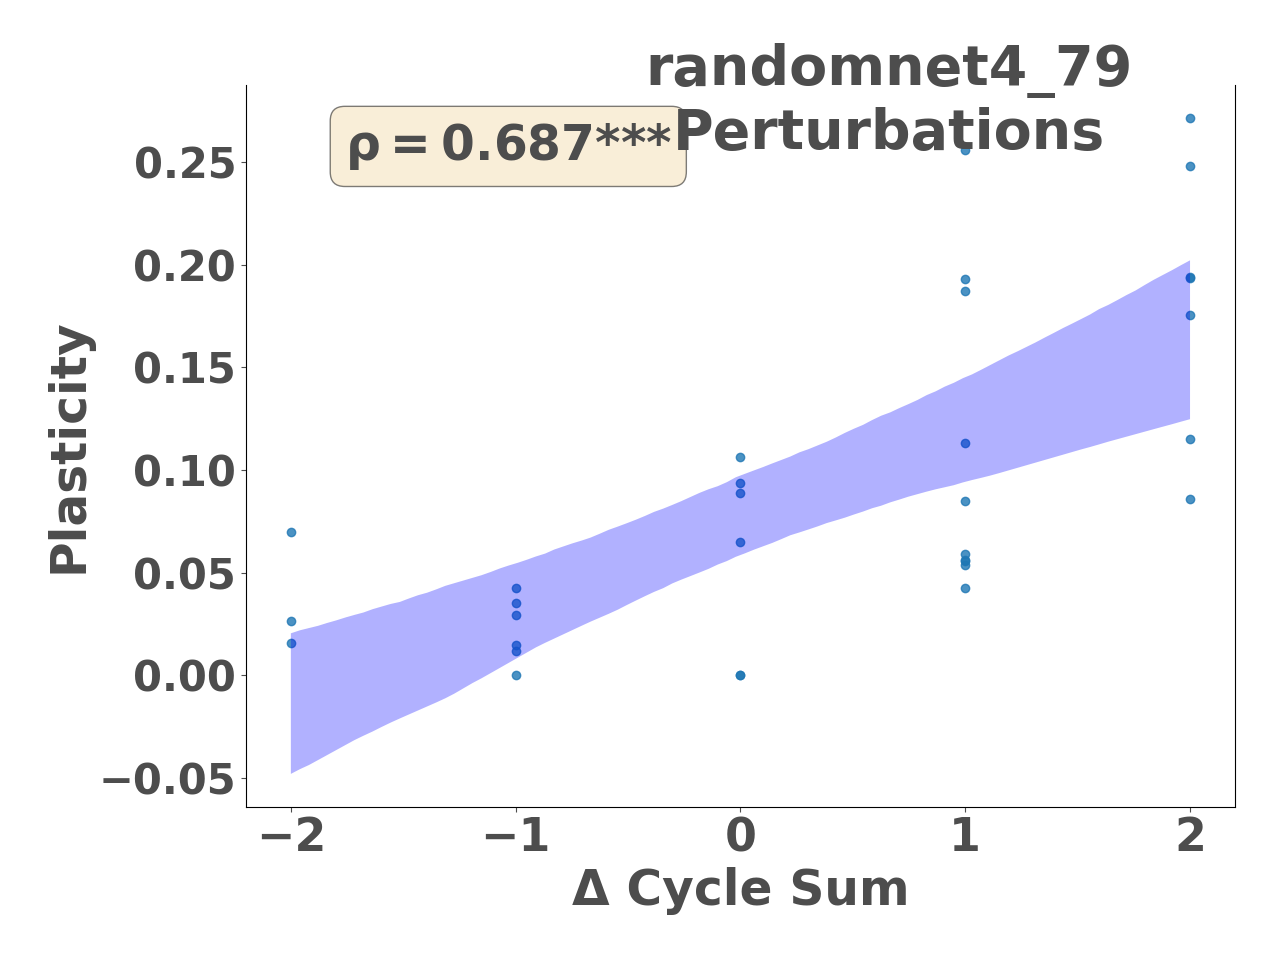 randomnet4_79
Perturbations
ρ = 0.687***
0.25
0.20
0.15
0.10
0.05
0.00
−0.05
Plasticity
−2 −1 0 1 2
Δ Cycle Sum